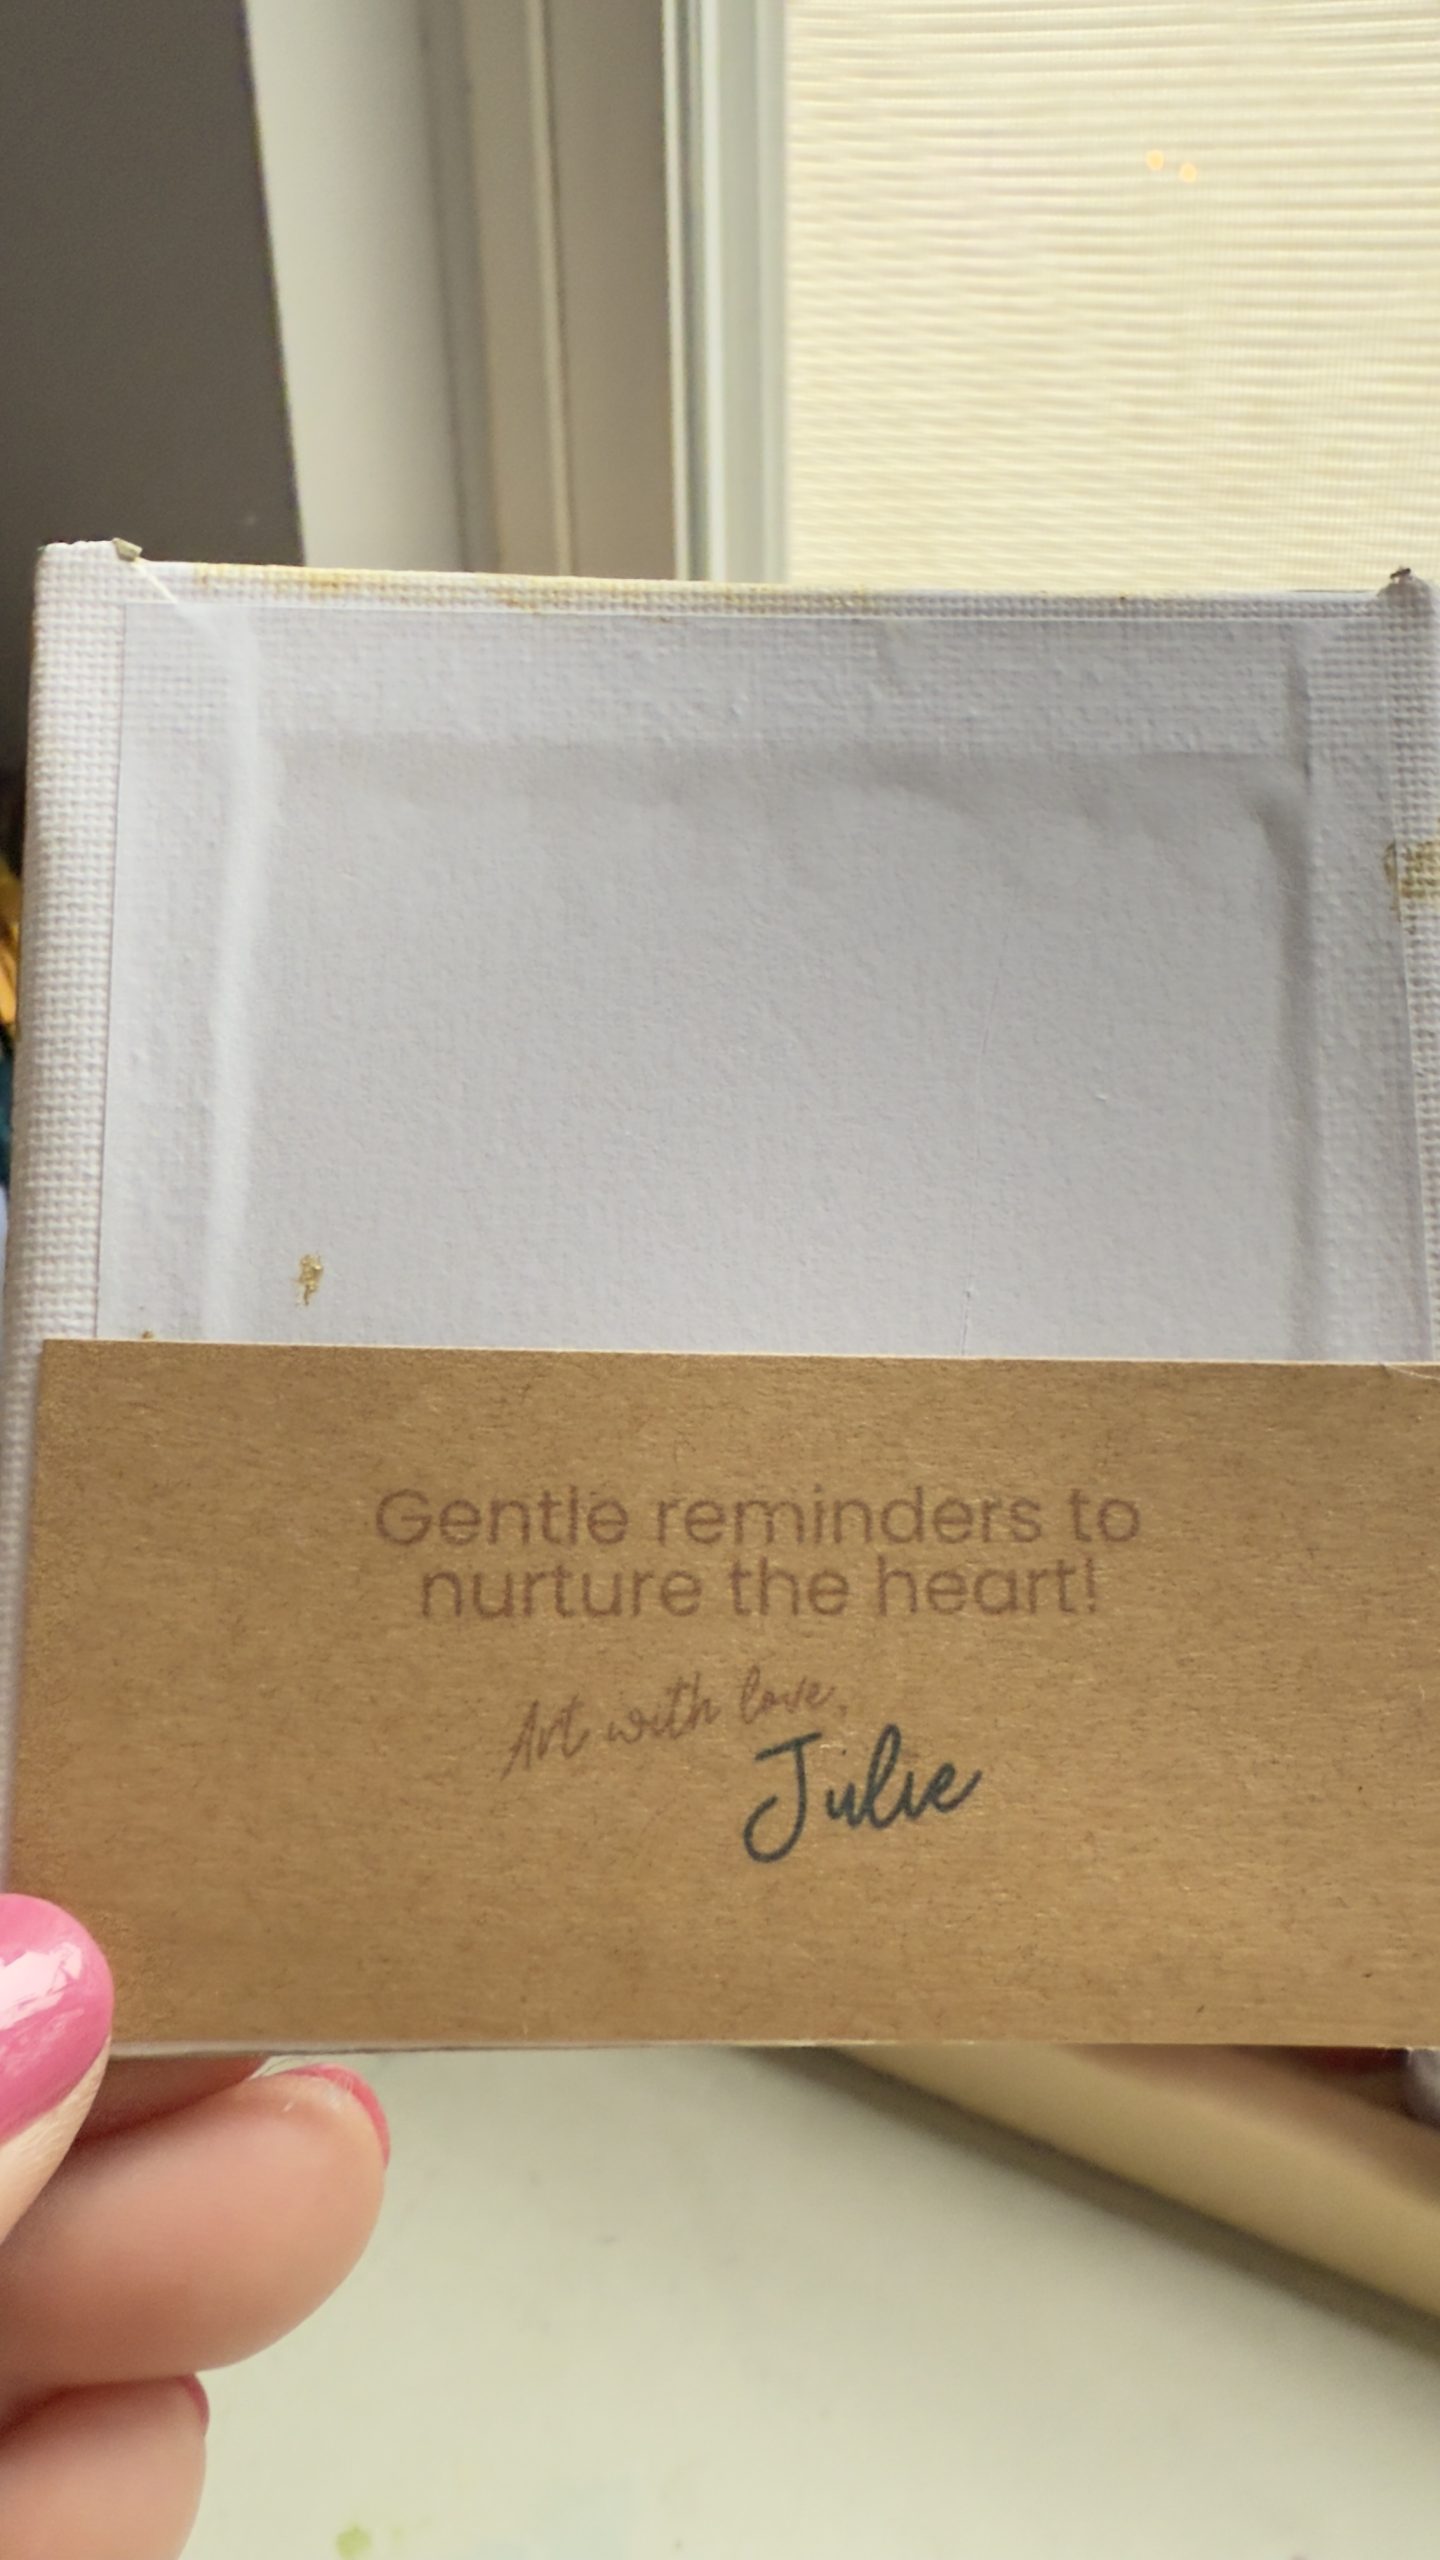 Gentle reminders to
nurture the heart!
Art with love,
Julie